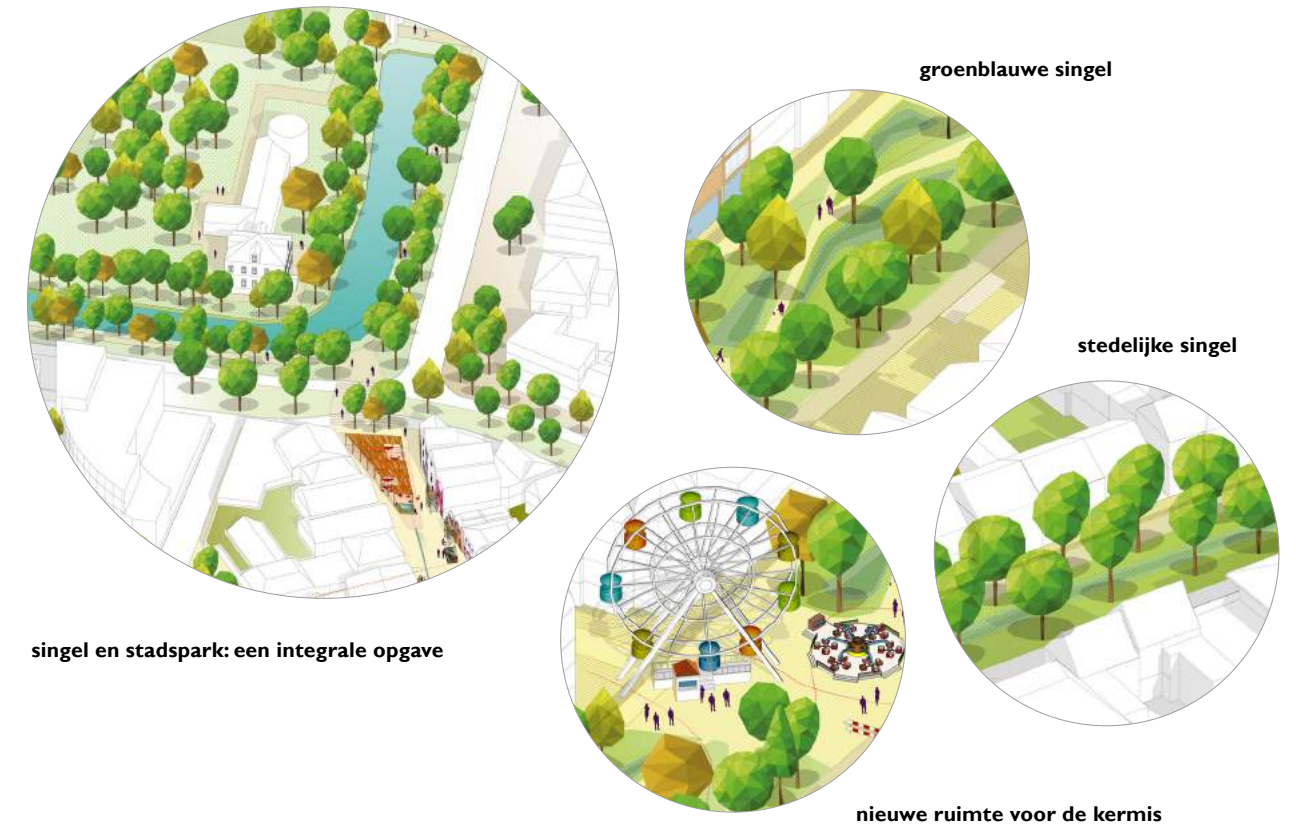 groenblauwe singel
stedelijke singel
singel en stadspark: een integrale opgave
nieuwe ruimte voor de kermis